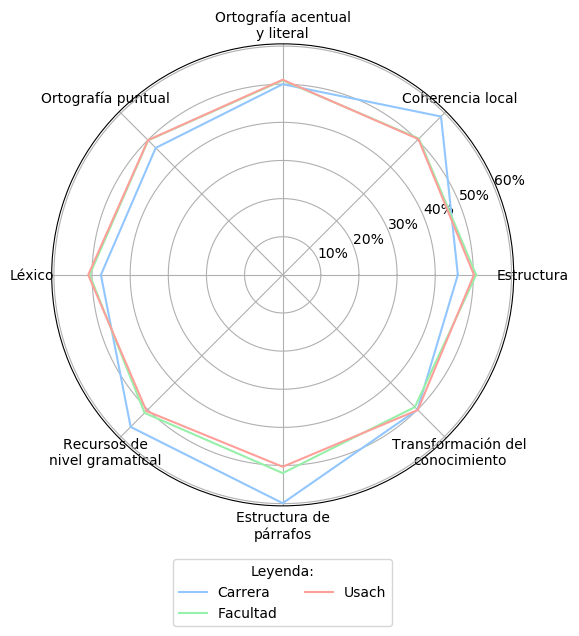 Ortografía acentual
y literal
Ortografía puntual
Coherencia local
60%
50%
40%
30%
20%
10%
Léxico
Estructura
Recursos de
nivel gramatical
Transformación del
conocimiento
Estructura de
párrafos
Leyenda:
Carrera
Usach
Facultad